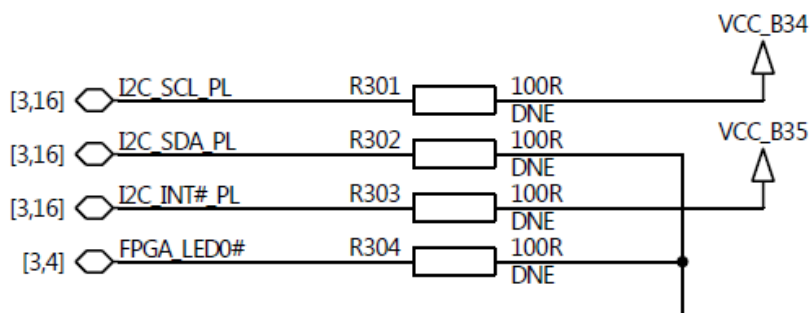 VCC_B34
[3,16] I2C_SCL_PL R301 100R
DNE
[3,16] I2C_SDA_PL R302 100R
DNE
VCC_B35
[3,16] I2C_INT#_PL R303 100R
DNE
[3,4] FPGA_LED0# R304 100R
DNE